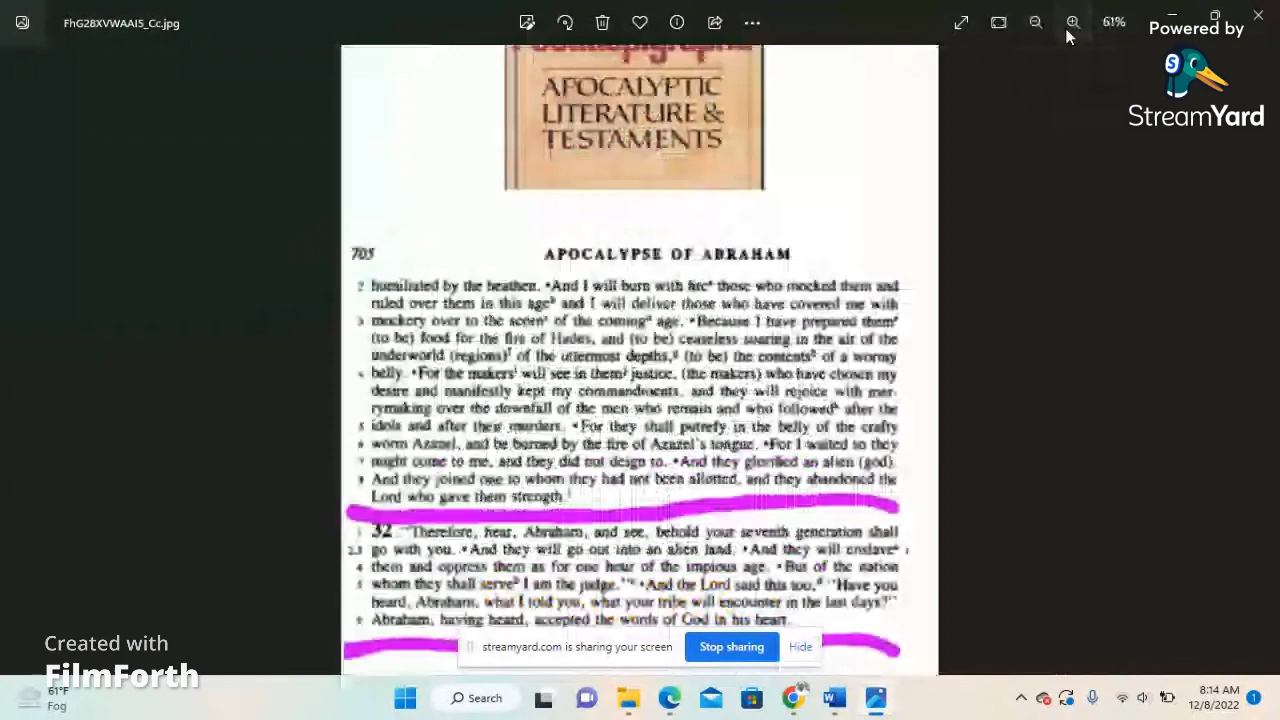 FhG28XVWAAI5_Cc.jpg
61%
Powered by
StreamYard
APOCALYPTIC
LITERATURE &
TESTAMENTS
705 APOCALYPSE OF ABRAHAM
2 humiliated by the heathen. •And I will burn with fire those who mocked them and
ruled over them in this age and I will deliver those who have covered me with
3 mockery over to the scorn of the coming age. •Because I have prepared them
(to be) food for the fire of Hades, and (to be) ceaseless soaring in the air of the
underworld (regions) of the uttermost depths, (to be) the contents of a wormy
4 belly. •For the makers will see in them justice, (the makers) who have chosen my
desire and manifestly kept my commandments, and they will rejoice with mer-
rymaking over the downfall of the men who remain and who followed after the
5 idols and after their murders. •For they shall putrefy in the belly of the crafty
6 worm Azazel, and be burned by the fire of Azazel's tongue. •For I waited so they
7 might come to me, and they did not deign to. •And they glorified an alien (god).
8 And they joined one to whom they had not been allotted, and they abandoned the
Lord who gave them strength.
1 32 "Therefore, hear, Abraham, and see, behold your seventh generation shall
2,3 go with you. •And they will go out into an alien land. •And they will enslave
4 them and oppress them as for one hour of the impious age. •But of the nation
5 whom they shall serve I am the judge." •And the Lord said this too, "Have you
heard, Abraham, what I told you, what your tribe will encounter in the last days?"
6 Abraham, having heard, accepted the words of God in his heart.
streamyard.com is sharing your screen
Stop sharing
Hide
Created with
FilmForth
61°F
Fog
Search
8:14 AM
12/8/2022
1